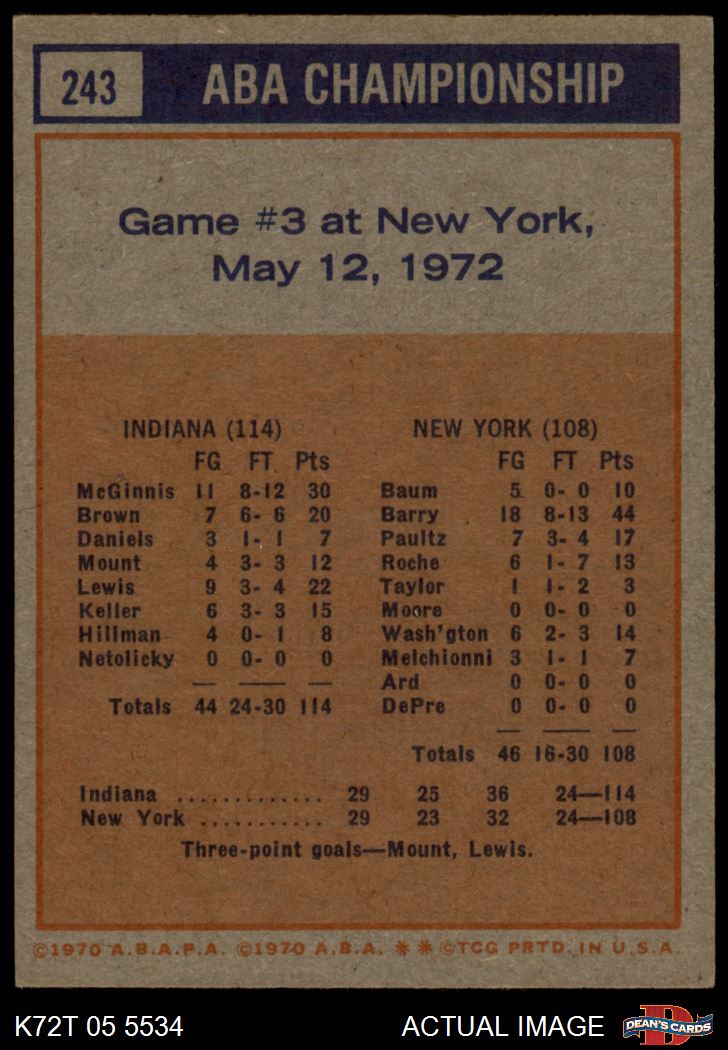 243 ABA CHAMPIONSHIP
Game #3 at New York,
May 12, 1972
INDIANA (114)
FG FT Pts
McGinnis 11 8-12 30
Brown 7 6- 6 20
Daniels 3 1- 1 7
Mount 4 3- 3 12
Lewis 9 3- 4 22
Keller 6 3- 3 15
Hillman 4 0- 1 8
Netolicky 0 0- 0 0
Totals 44 24-30 114
NEW YORK (108)
FG FT Pts
Baum 5 0- 0 10
Barry 18 8-13 44
Paultz 7 3- 4 17
Roche 6 1- 7 13
Taylor 1 1- 2 3
Moore 0 0- 0 0
Wash'gton 6 2- 3 14
Melchionni 3 1- 1 7
Ard 0 0- 0 0
DePre 0 0- 0 0
Totals 46 16-30 108
Indiana ............. 29 25 36 24—114
New York ........... 29 23 32 24—108
Three-point goals—Mount, Lewis.
©1970 A.B.A.P.A. ©1970 A.B.A. ** ©TCG PRTD. IN U.S.A.
K72T 05 5534 ACTUAL IMAGE
D
DEAN'S CARDS